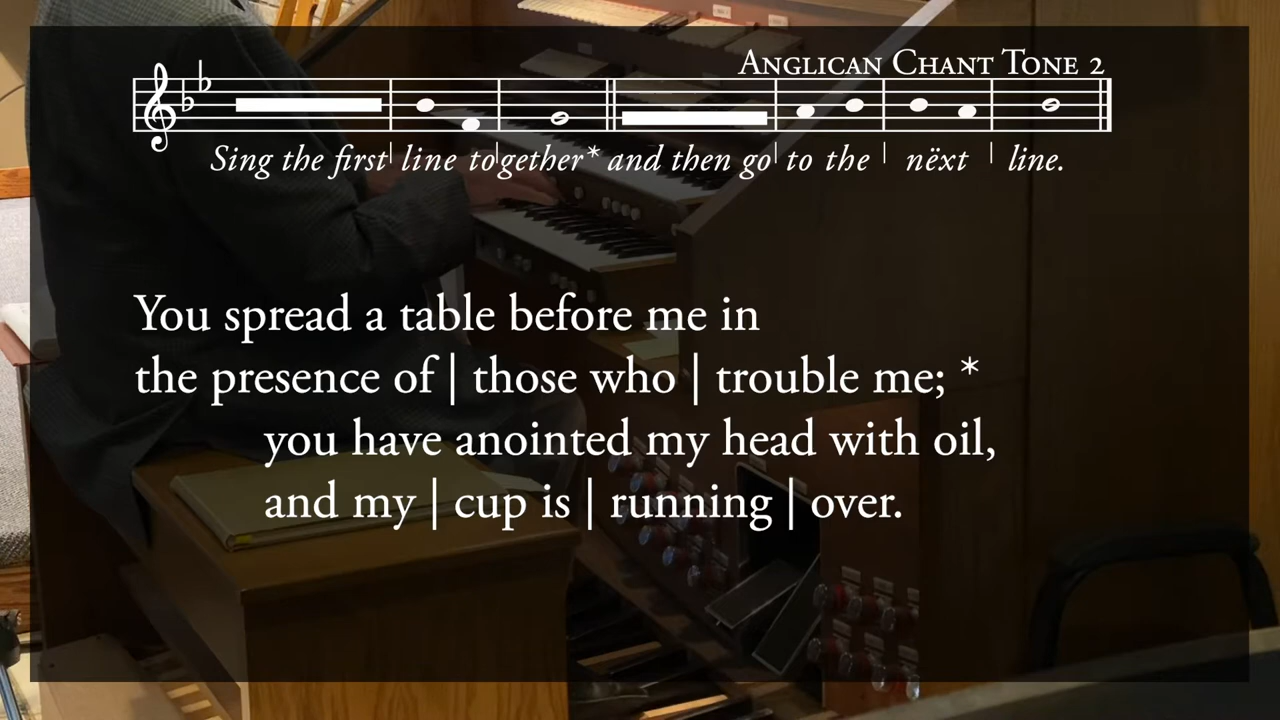 Anglican Chant Tone 2
Sing the first| line to|gether* and then go| to the | nëxt | line.
You spread a table before me in
the presence of | those who | trouble me; *
you have anointed my head with oil,
and my | cup is | running | over.